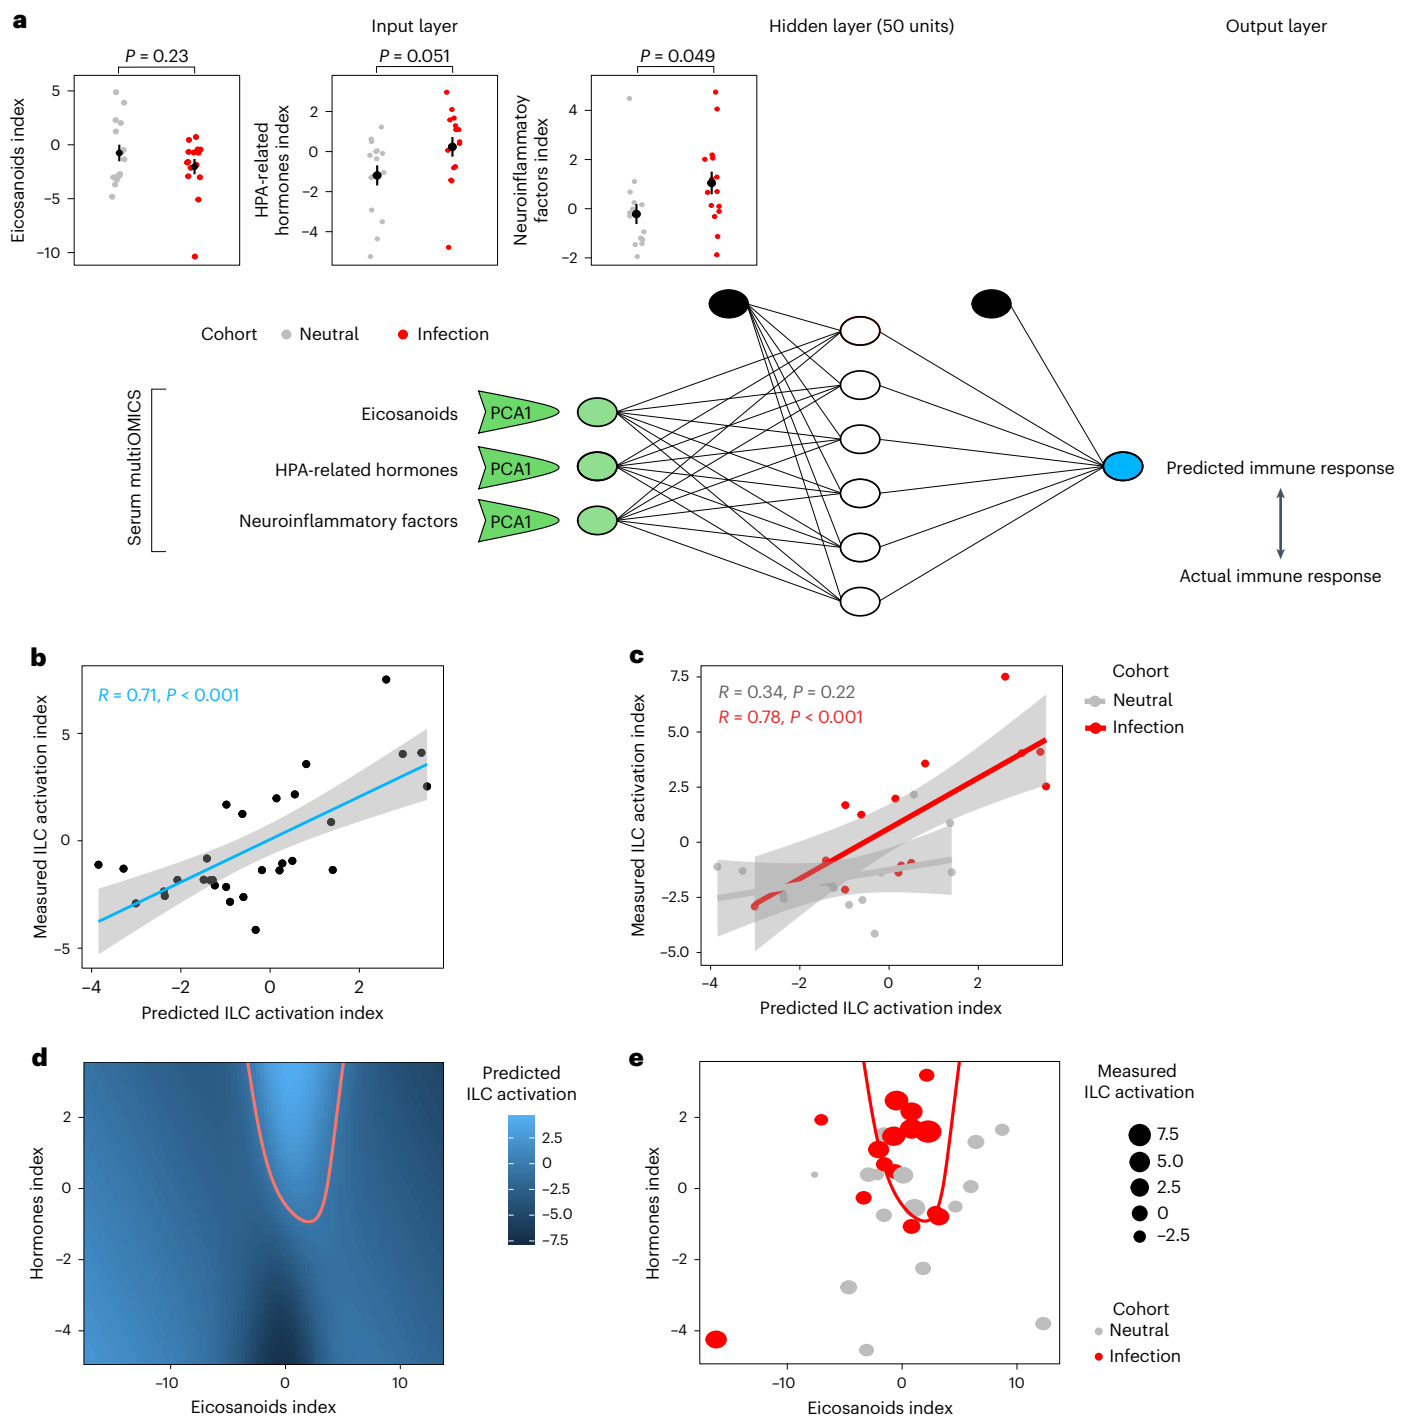 a
Input layer
Hidden layer (50 units)
Output layer
P = 0.23
P = 0.051
P = 0.049
Eicosanoids index
5
0
−5
−10
HPA-related
hormones index
2
0
−2
−4
Neuroinflammatoy
factors index
4
2
0
−2
Cohort
Neutral
Infection
Serum multiOMICS
Eicosanoids
PCA1
HPA-related hormones
PCA1
Neuroinflammatory factors
PCA1
Predicted immune response
Actual immune response
b
R = 0.71, P < 0.001
Measured ILC activation index
5
0
−5
−4
−2
0
2
Predicted ILC activation index
c
R = 0.34, P = 0.22
R = 0.78, P < 0.001
Measured ILC activation index
7.5
5.0
2.5
0
−2.5
−5.0
−4
−2
0
2
Predicted ILC activation index
Cohort
Neutral
Infection
d
Hormones index
2
0
−2
−4
−10
0
10
Eicosanoids index
Predicted
ILC activation
2.5
0
−2.5
−5.0
−7.5
e
Hormones index
2
0
−2
−4
−10
0
10
Eicosanoids index
Measured
ILC activation
7.5
5.0
2.5
0
−2.5
Cohort
Neutral
Infection